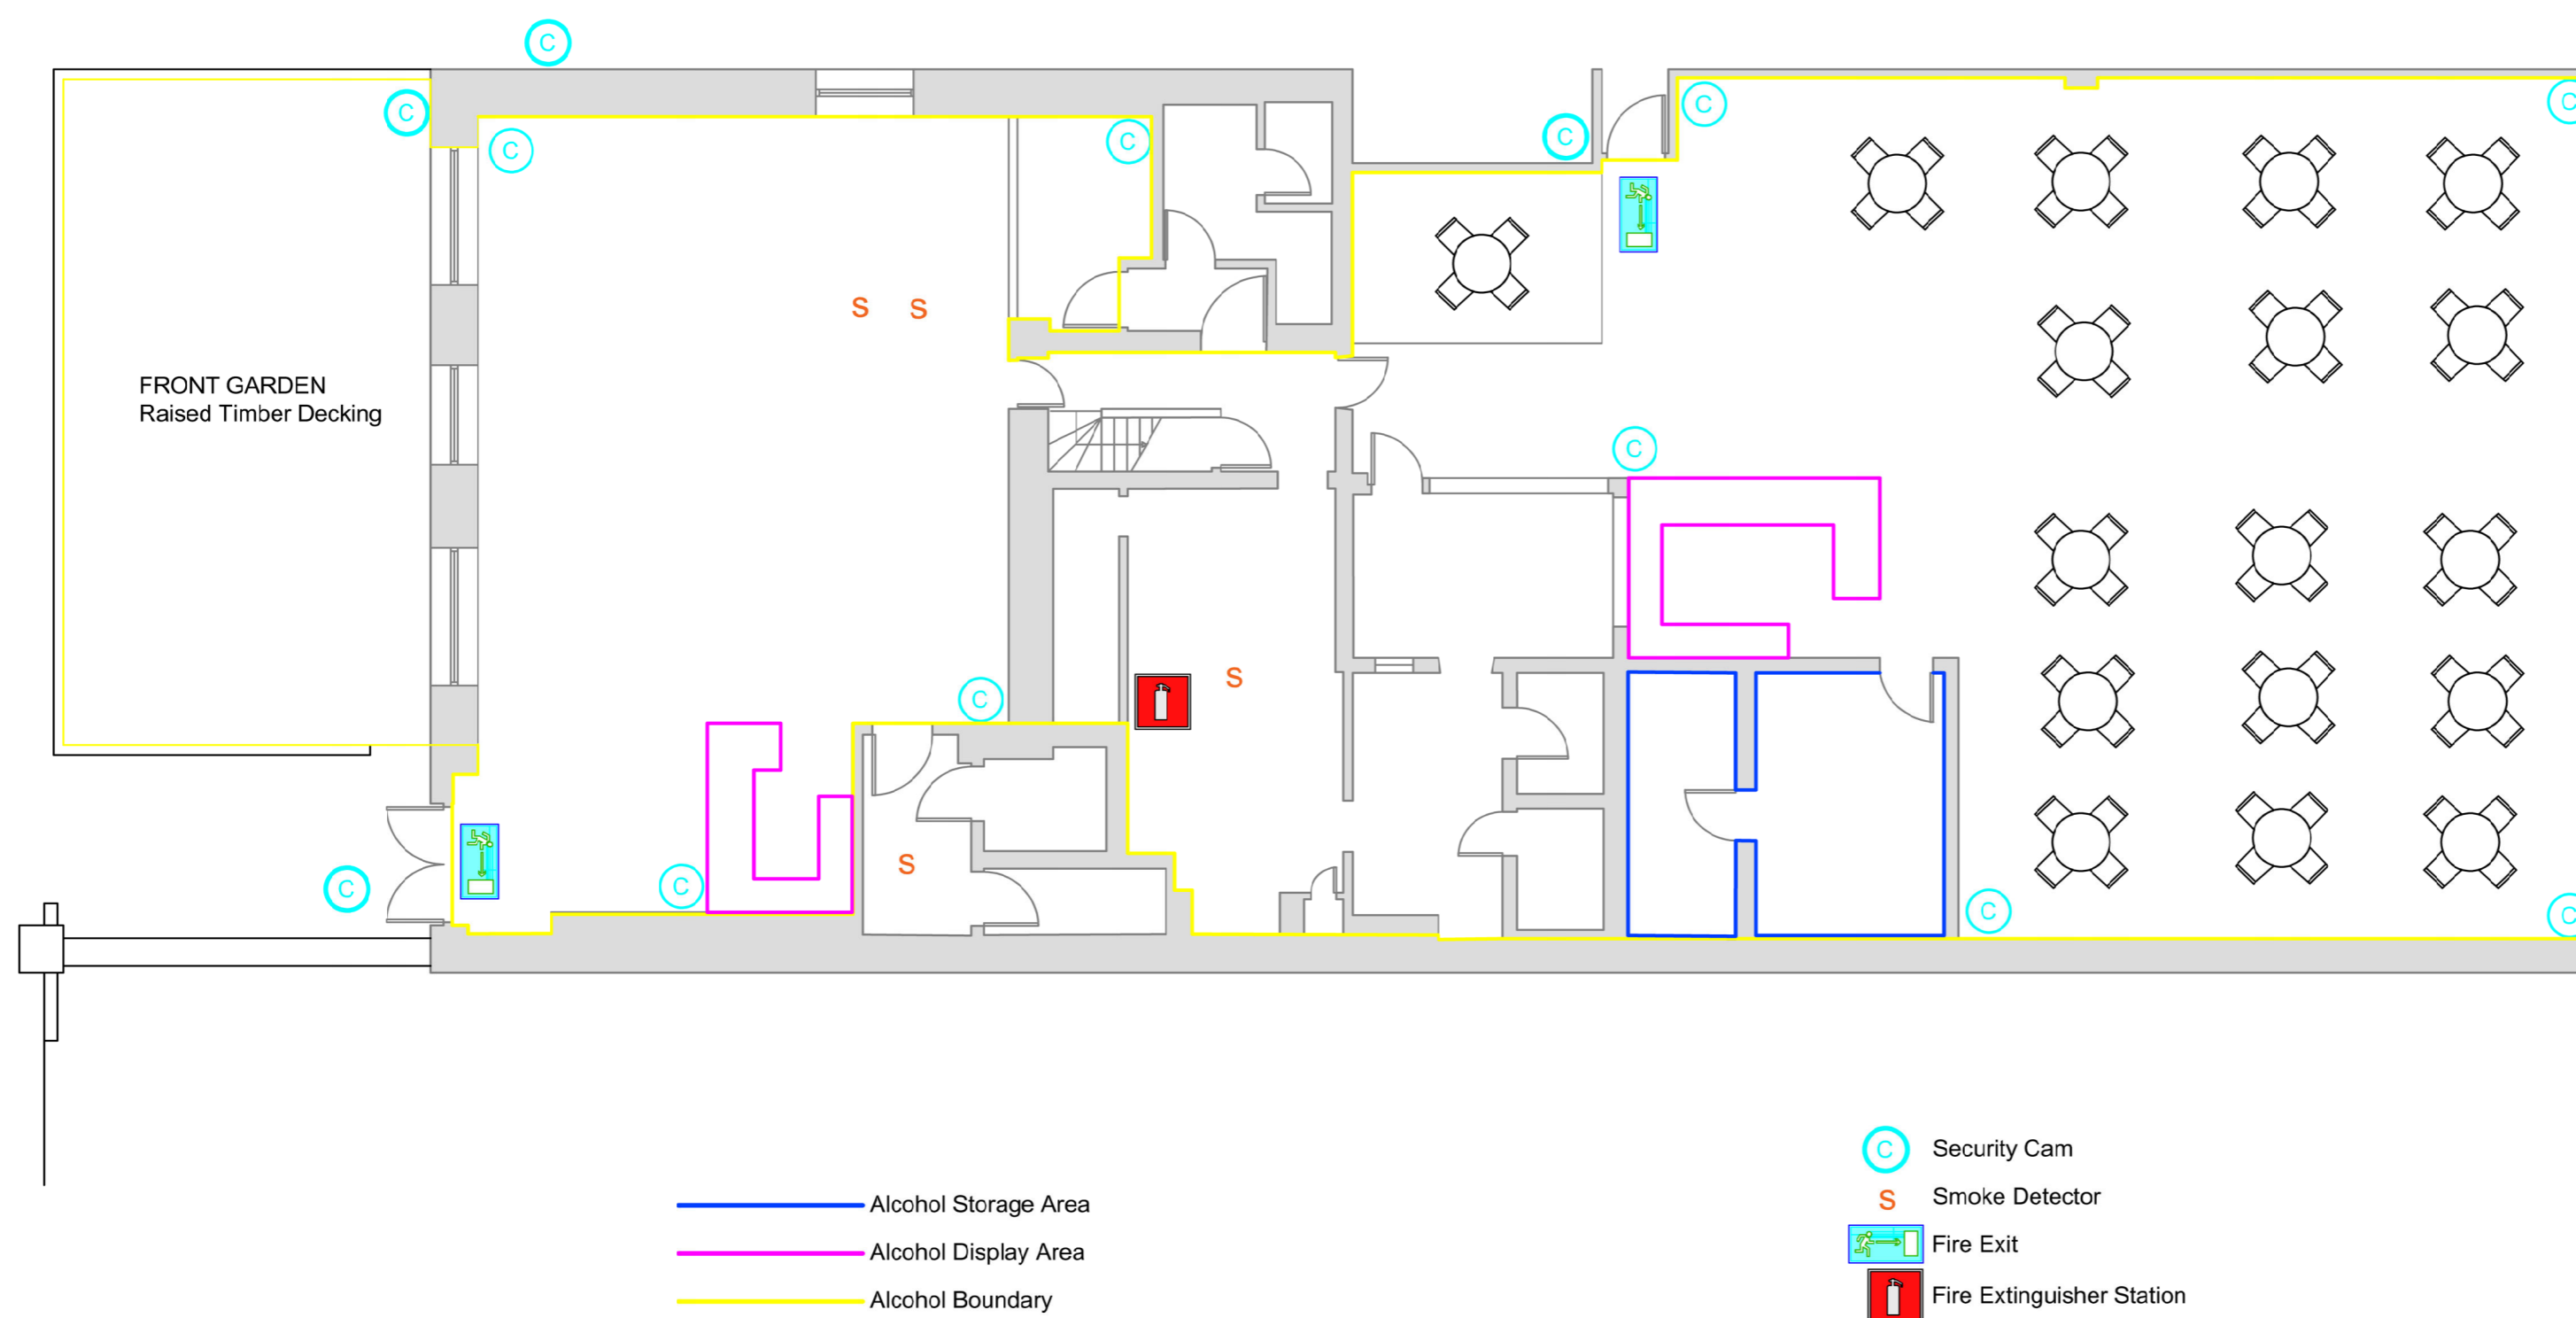 C
C
C
C
C
C
C
C
S S
FRONT GARDEN
Raised Timber Decking
C
S
C
S
C
C
C
C
C Security Cam
S Smoke Detector
Alcohol Storage Area
Fire Exit
Alcohol Display Area
Fire Extinguisher Station
Alcohol Boundary